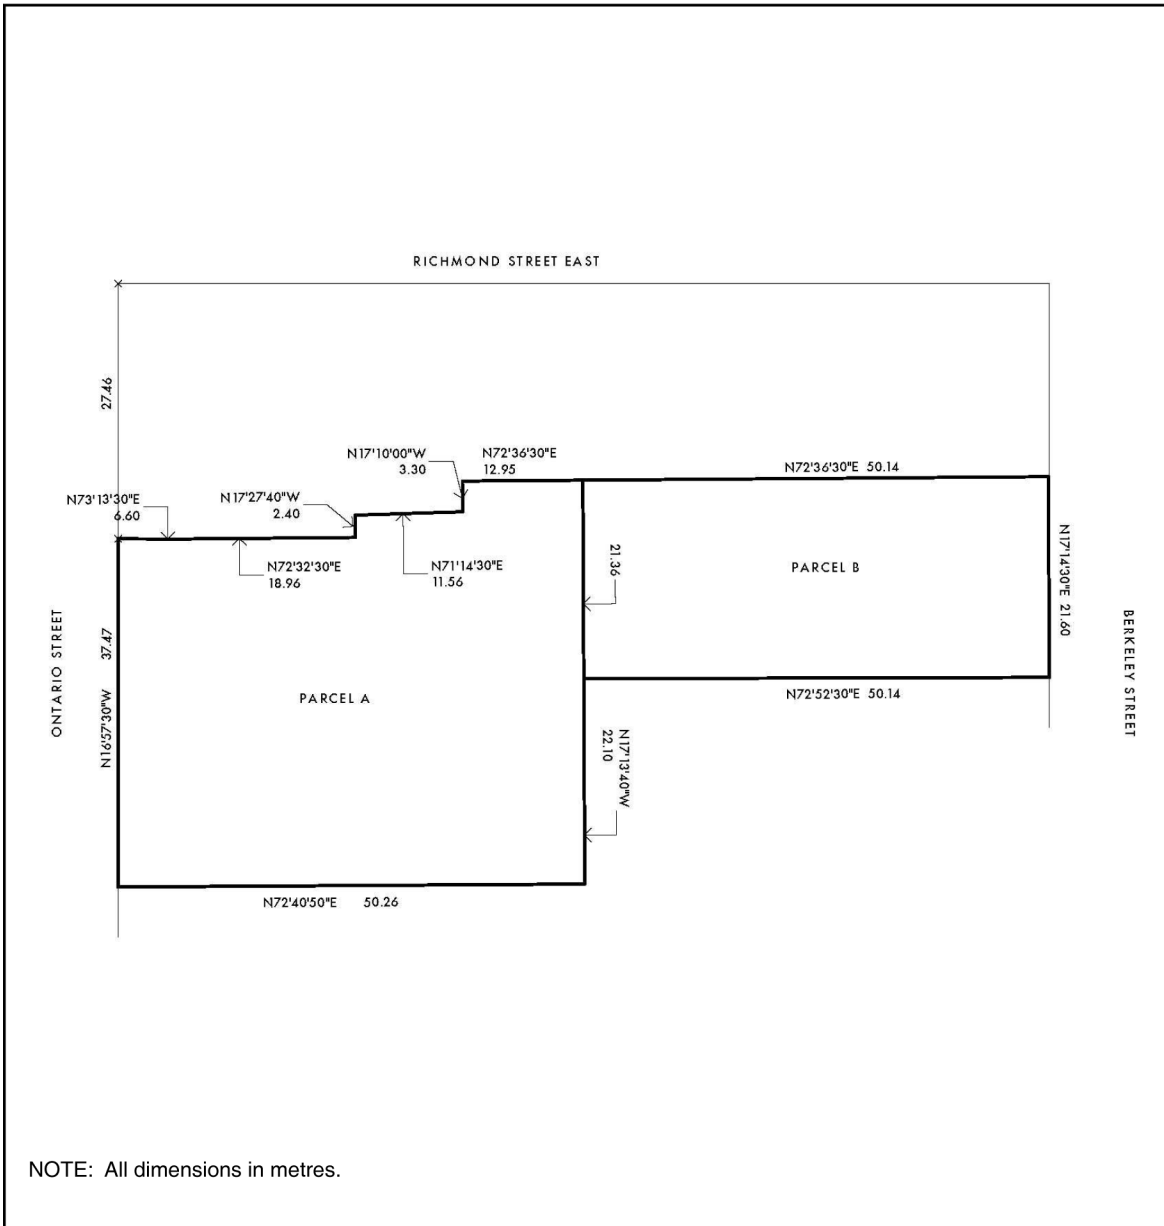 RICHMOND STREET EAST
27.46
N17°10'00"W
3.30
N72°36'30"E
12.95
N72°36'30"E 50.14
N73°13'30"E
6.60
N17°27'40"W
2.40
N72°32'30"E
18.96
N71°14'30"E
11.56
21.36
PARCEL B
N17°14'30"E 21.60
BERKELEY STREET
ONTARIO STREET
N16°57'30"W 37.47
PARCEL A
N72°52'30"E 50.14
N17°13'40"W
22.10
N72°40'50"E 50.26
NOTE: All dimensions in metres.